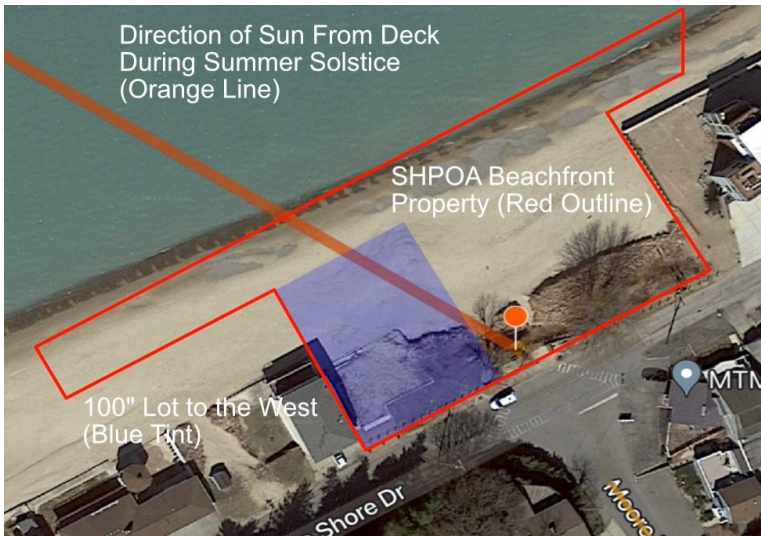 Direction of Sun From Deck
During Summer Solstice
(Orange Line)
SHPOA Beachfront
Property (Red Outline)
100" Lot to the West
(Blue Tint)
MTM
Shore Dr
Moore